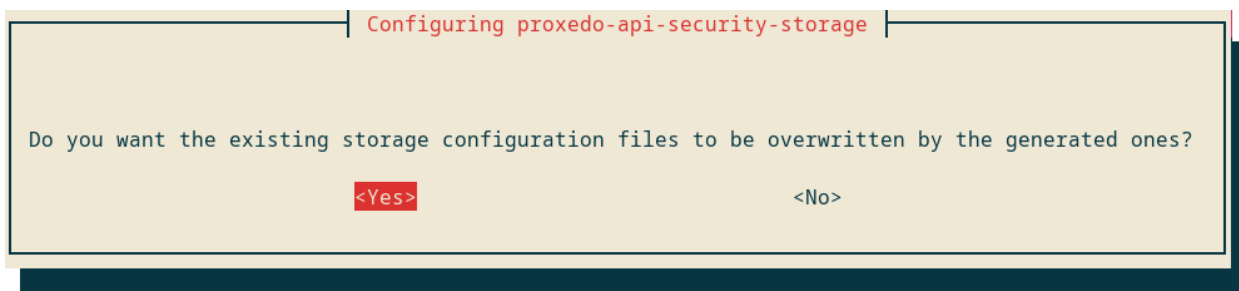 Configuring proxedo-api-security-storage
Do you want the existing storage configuration files to be overwritten by the generated ones?
<Yes> <No>